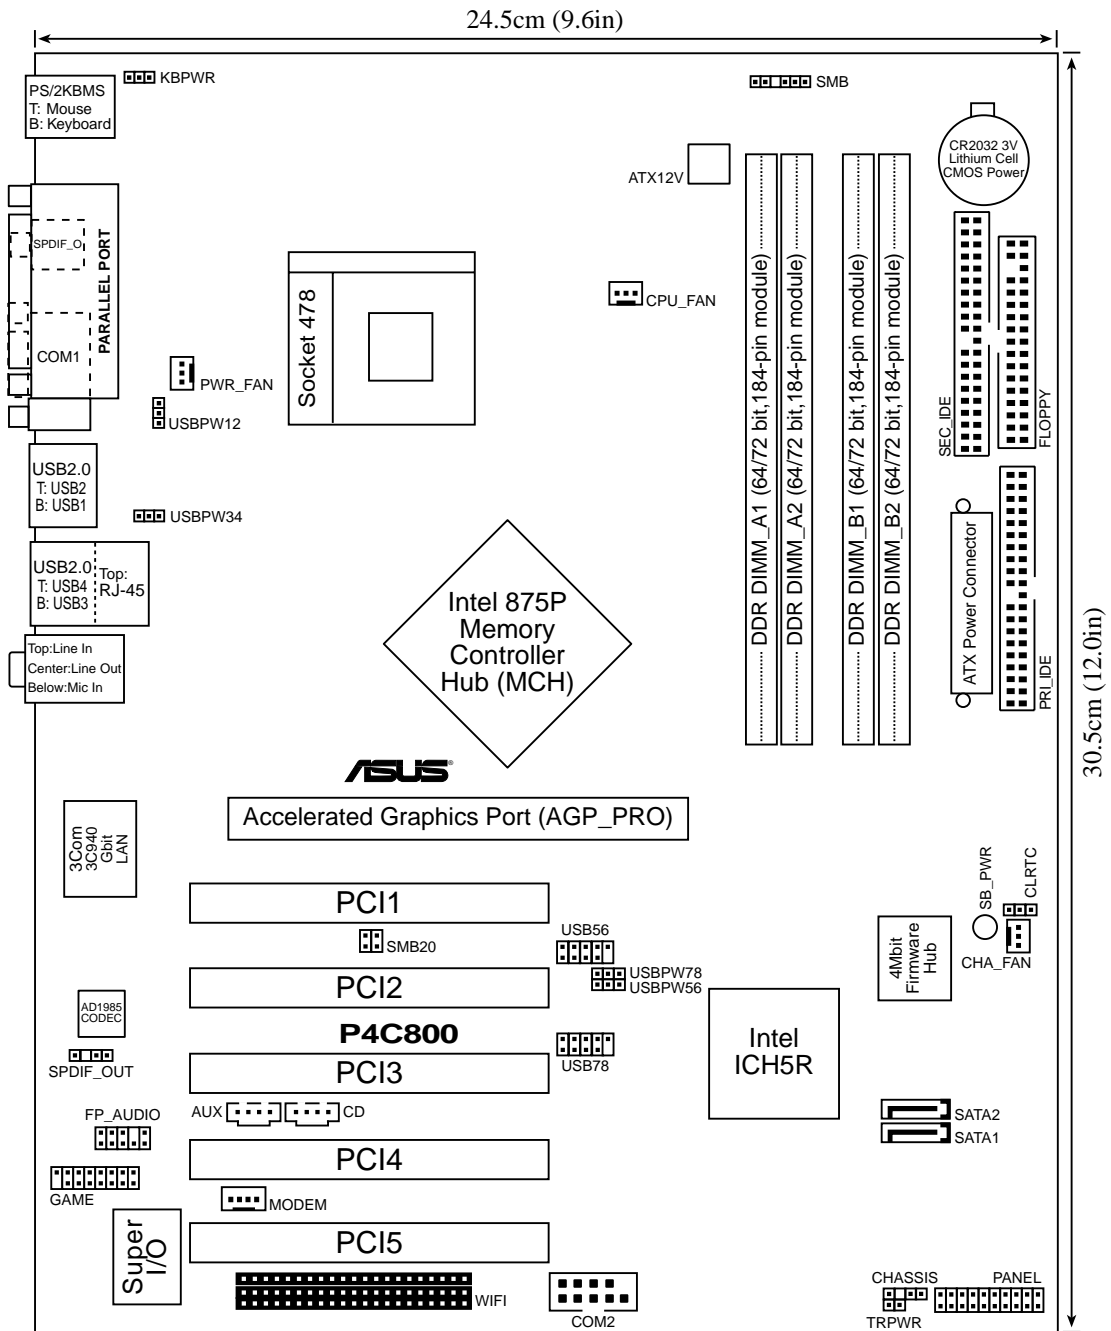 24.5cm (9.6in)
KBPWR
SMB
PS/2KBMS
T: Mouse
B: Keyboard
CR2032 3V
Lithium Cell
CMOS Power
ATX12V
SPDIF_O
PARALLEL PORT
COM1
Socket 478
CPU_FAN
PWR_FAN
USBPW12
DDR DIMM_A1 (64/72 bit,184-pin module)
DDR DIMM_A2 (64/72 bit,184-pin module)
DDR DIMM_B1 (64/72 bit,184-pin module)
DDR DIMM_B2 (64/72 bit,184-pin module)
SEC_IDE
FLOPPY
USB2.0
T: USB2
B: USB1
USBPW34
USB2.0
T: USB4
B: USB3
Top:
RJ-45
Intel 875P
Memory
Controller
Hub (MCH)
ATX Power Connector
PRI_IDE
30.5cm (12.0in)
Top:Line In
Center:Line Out
Below:Mic In
ASUS®
Accelerated Graphics Port (AGP_PRO)
3Com
3C940
Gbit
LAN
PCI1
SMB20
USB56
USBPW78
USBPW56
SB_PWR
CLRTC
4Mbit
Firmware
Hub
CHA_FAN
PCI2
AD1985
CODEC
P4C800
Intel
ICH5R
SPDIF_OUT
PCI3
USB78
AUX
CD
FP_AUDIO
SATA2
SATA1
PCI4
GAME
MODEM
Super
I/O
PCI5
WIFI
COM2
CHASSIS
PANEL
TRPWR